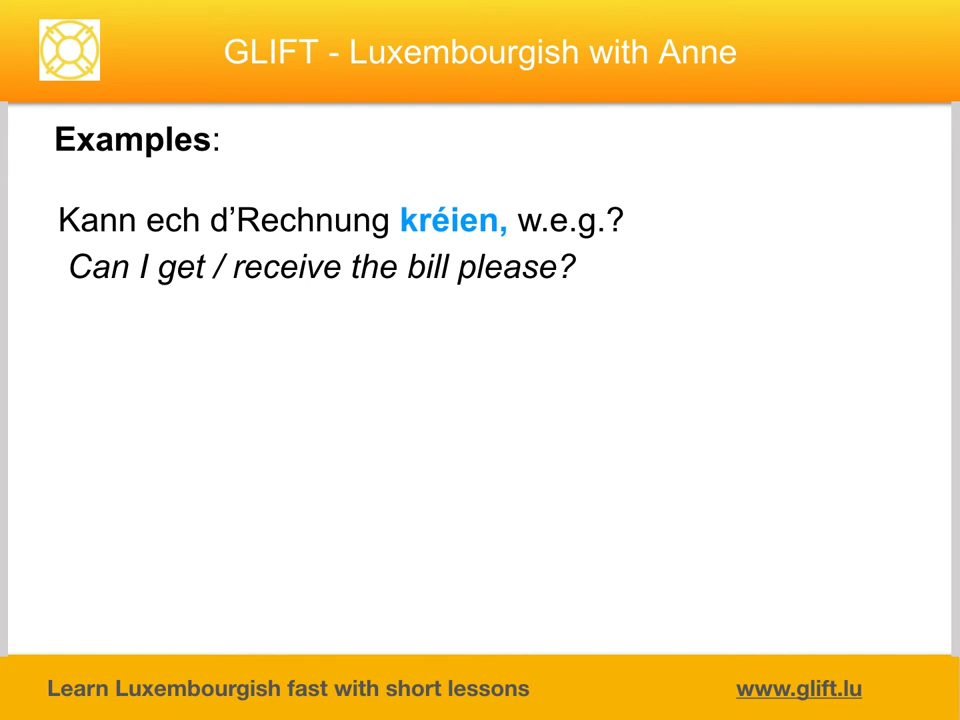 GLIFT - Luxembourgish with Anne
Examples:
Kann ech d’Rechnung kréien, w.e.g.?
Can I get / receive the bill please?
Learn Luxembourgish fast with short lessons
www.glift.lu